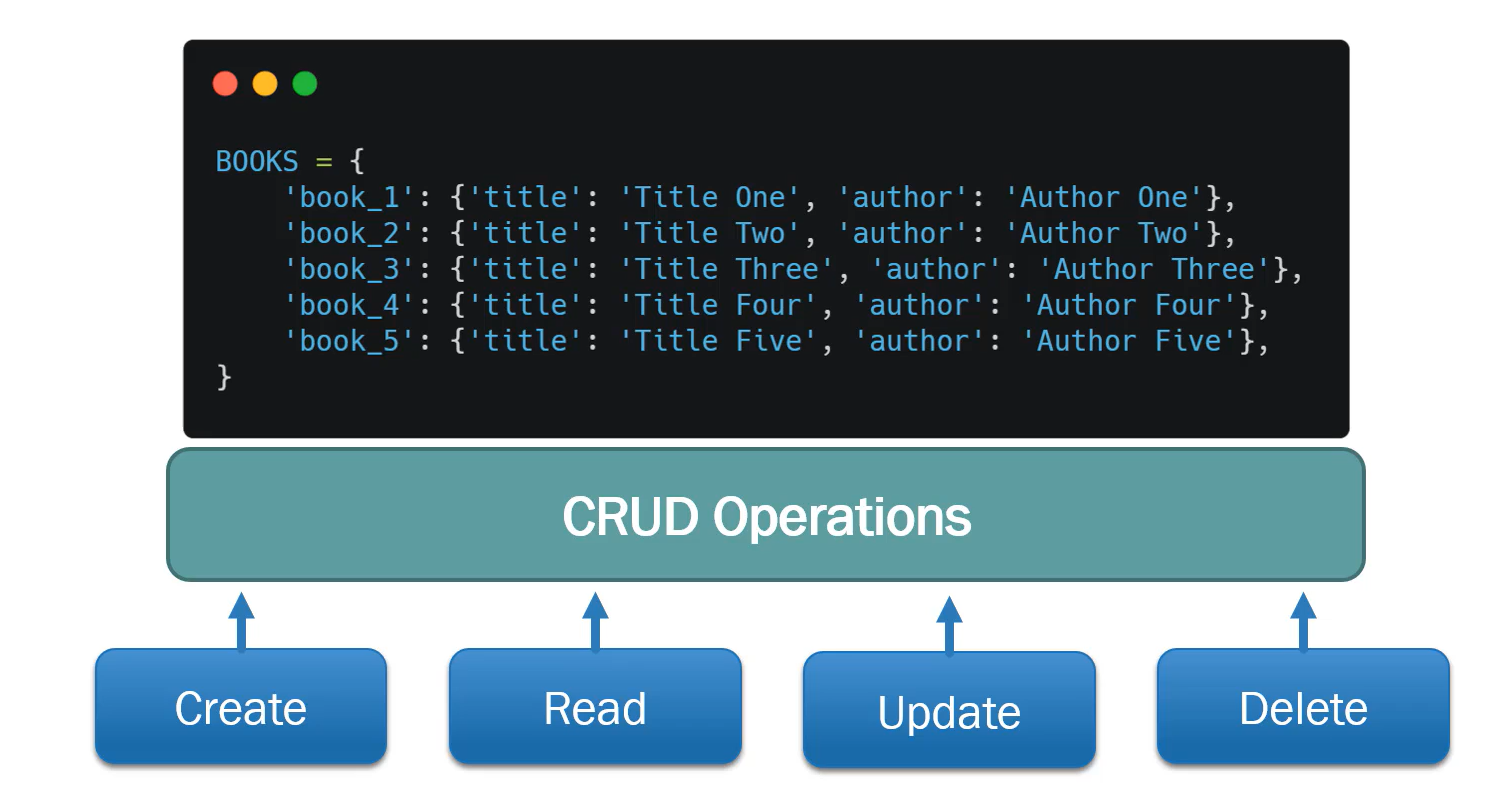 BOOKS = {
    'book_1': {'title': 'Title One', 'author': 'Author One'},
    'book_2': {'title': 'Title Two', 'author': 'Author Two'},
    'book_3': {'title': 'Title Three', 'author': 'Author Three'},
    'book_4': {'title': 'Title Four', 'author': 'Author Four'},
    'book_5': {'title': 'Title Five', 'author': 'Author Five'},
}
CRUD Operations
Create
Read
Update
Delete